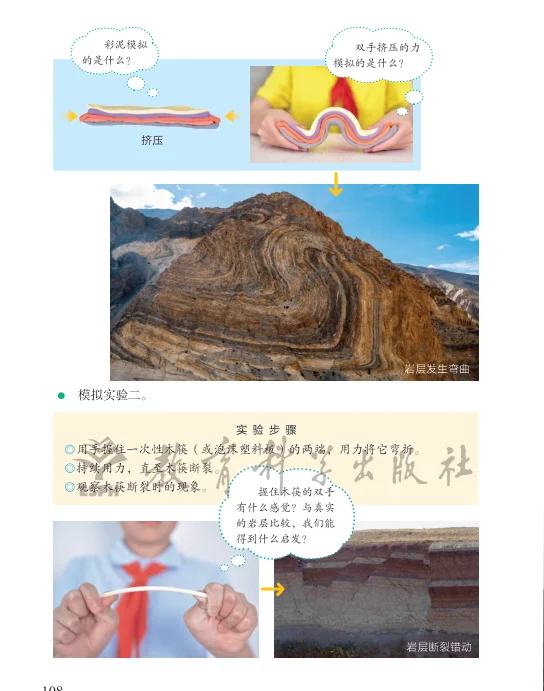 彩泥模拟
的是什么？
双手挤压的力
模拟的是什么？
挤压
岩层发生弯曲
模拟实验二。
实验步骤
◎用手握住一次性木筷（或泡沫塑料板）的两端，用力将它弯折。
◎持续用力，直至木筷断裂。
◎观察木筷断裂时的现象。
教育科学出版社
ESPH
握住木筷的双手
有什么感觉？与真实
的岩层比较，我们能
得到什么启发？
岩层断裂错动
108